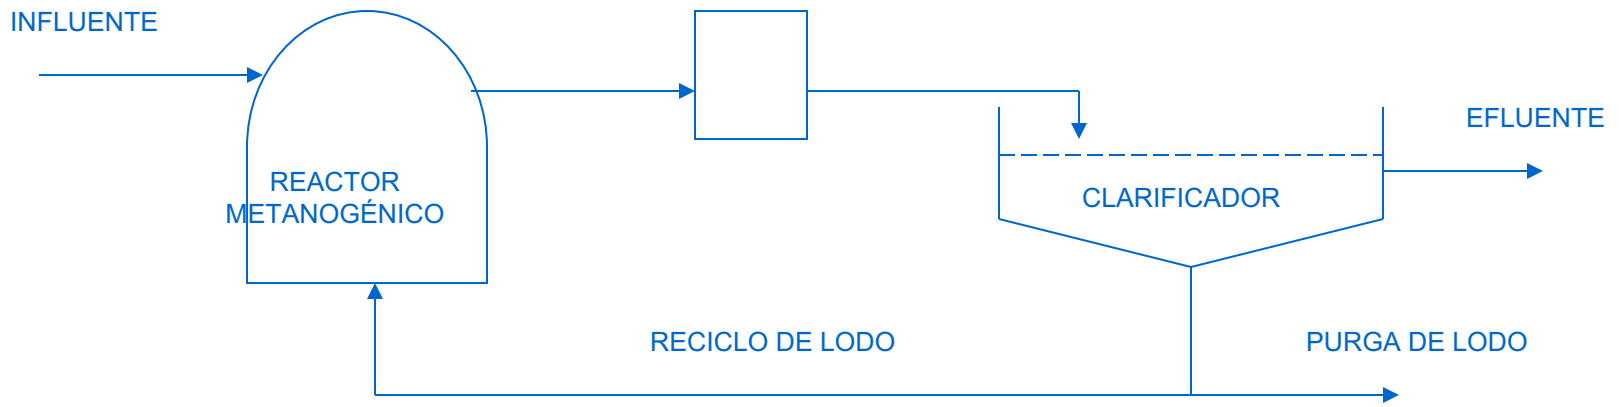 INFLUENTE
EFLUENTE
REACTOR
METANOGÉNICO
CLARIFICADOR
RECICLO DE LODO
PURGA DE LODO